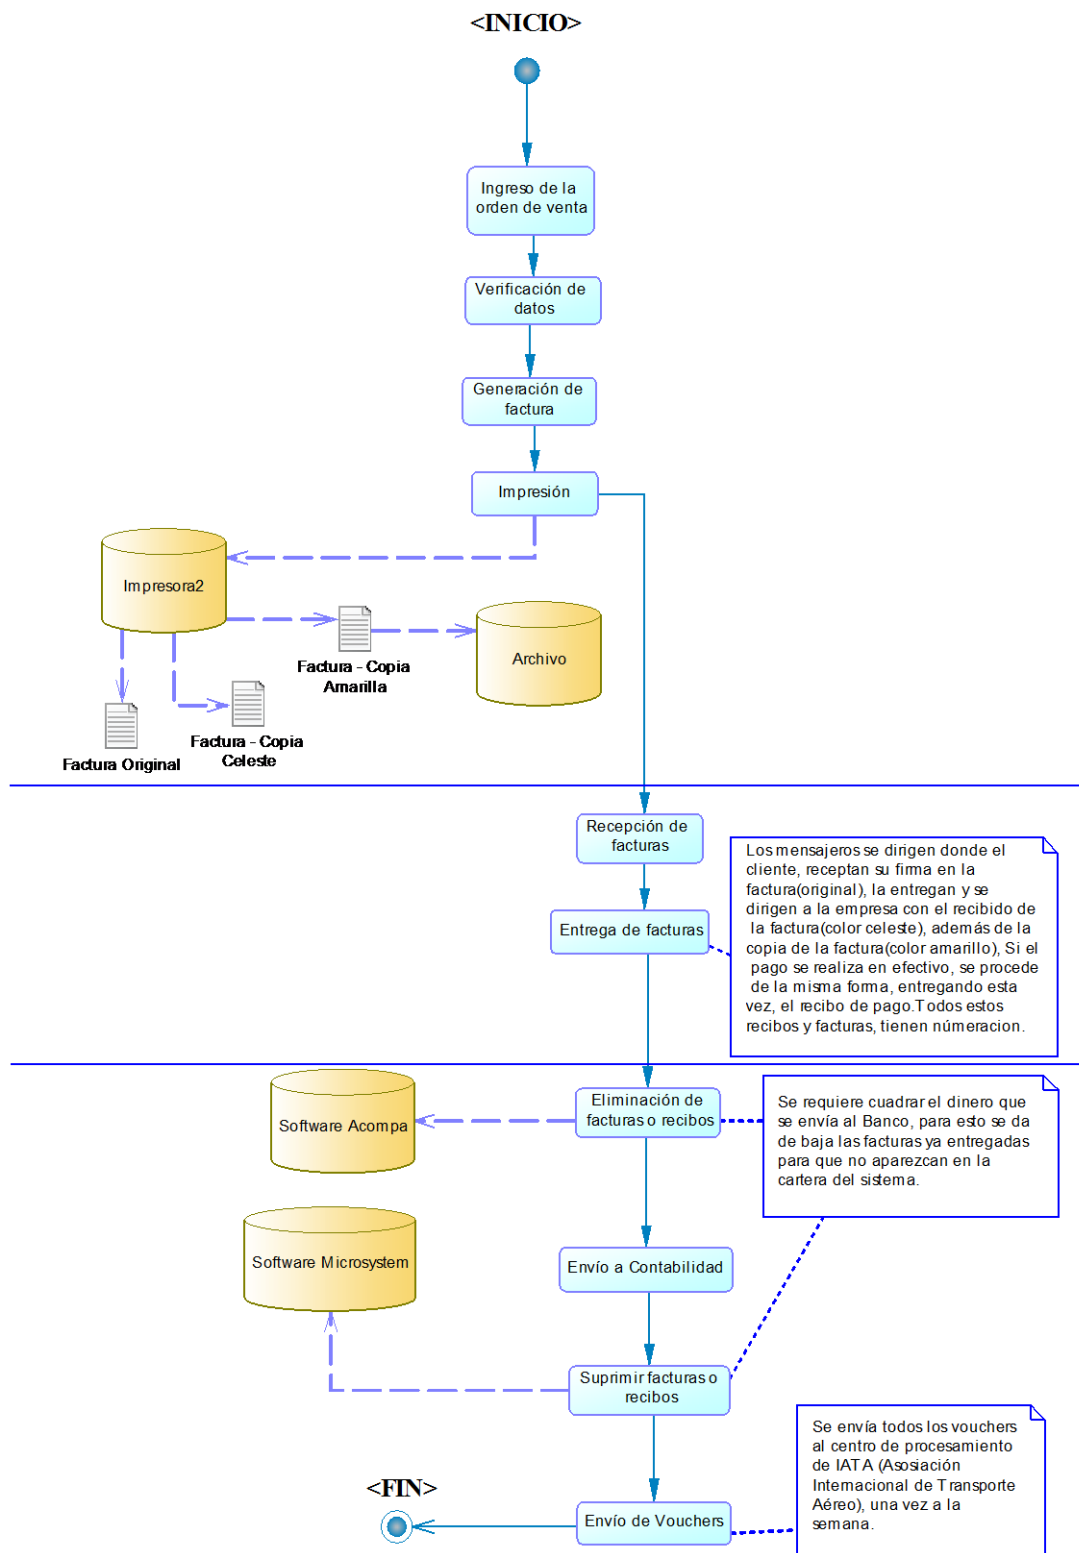 <INICIO>
Ingreso de la
orden de venta
Verificación de
datos
Generación de
factura
Impresión
Impresora2
Factura - Copia
Amarilla
Archivo
Factura Original
Factura - Copia
Celeste
Recepción de
facturas
Entrega de facturas
Los mensajeros se dirigen donde el
cliente, receptan su firma en la
factura(original), la entregan y se
dirigen a la empresa con el recibido de
la factura(color celeste), además de la
copia de la factura(color amarillo), Si el
pago se realiza en efectivo, se procede
de la misma forma, entregando esta
vez, el recibo de pago.Todos estos
recibos y facturas, tienen númeracion.
Eliminación de
facturas o recibos
Software Acompa
Se requiere cuadrar el dinero que
se envía al Banco, para esto se da
de baja las facturas ya entregadas
para que no aparezcan en la
cartera del sistema.
Software Microsystem
Envío a Contabilidad
Suprimir facturas o
recibos
Se envía todos los vouchers
al centro de procesamiento
de IATA (Asosiación
Internacional de Transporte
Aéreo), una vez a la
semana.
<FIN>
Envío de Vouchers